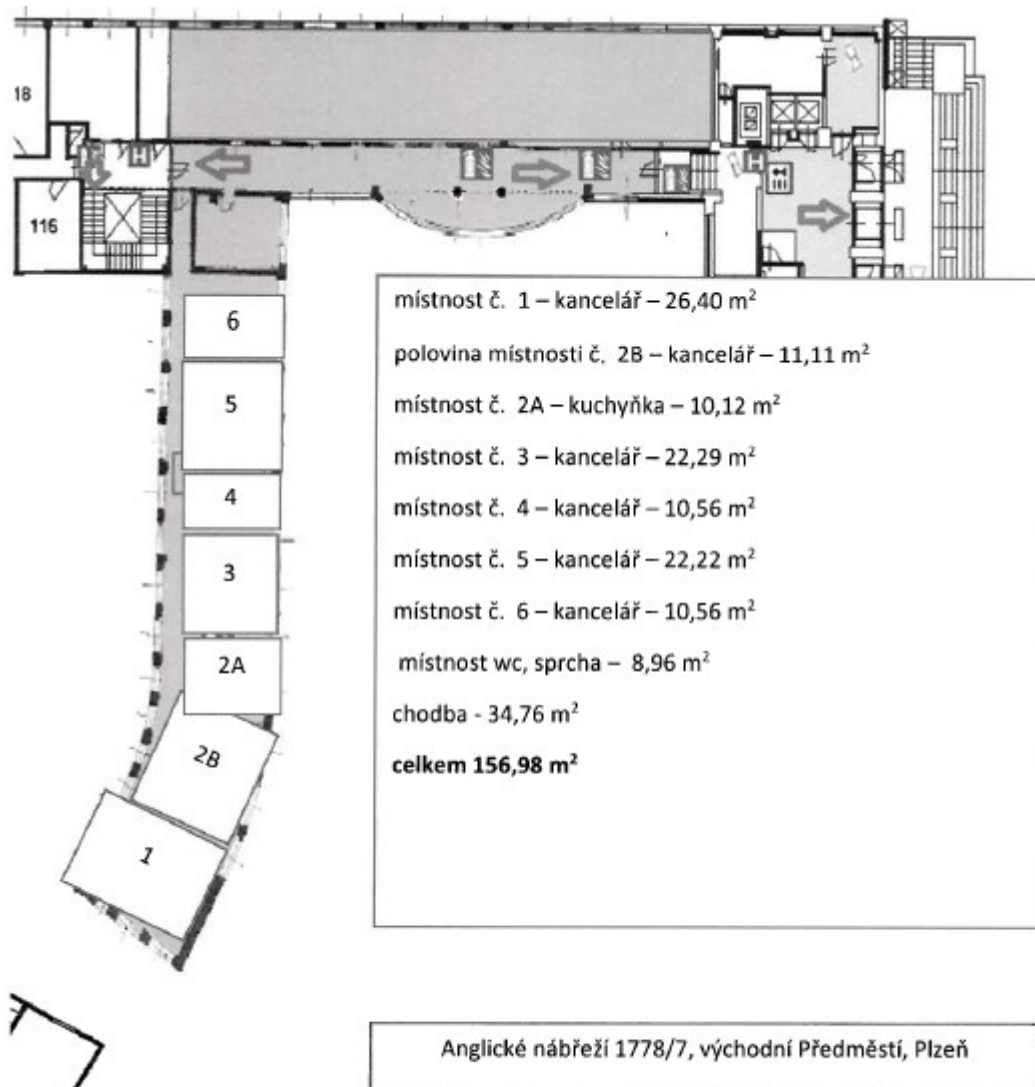 18
116
6
5
4
3
2A
2B
1
místnost č. 1 – kancelář – 26,40 m²
polovina místnosti č. 2B – kancelář – 11,11 m²
místnost č. 2A – kuchyňka – 10,12 m²
místnost č. 3 – kancelář – 22,29 m²
místnost č. 4 – kancelář – 10,56 m²
místnost č. 5 – kancelář – 22,22 m²
místnost č. 6 – kancelář – 10,56 m²
místnost wc, sprcha – 8,96 m²
chodba - 34,76 m²
celkem 156,98 m²
Anglické nábřeží 1778/7, východní Předměstí, Plzeň